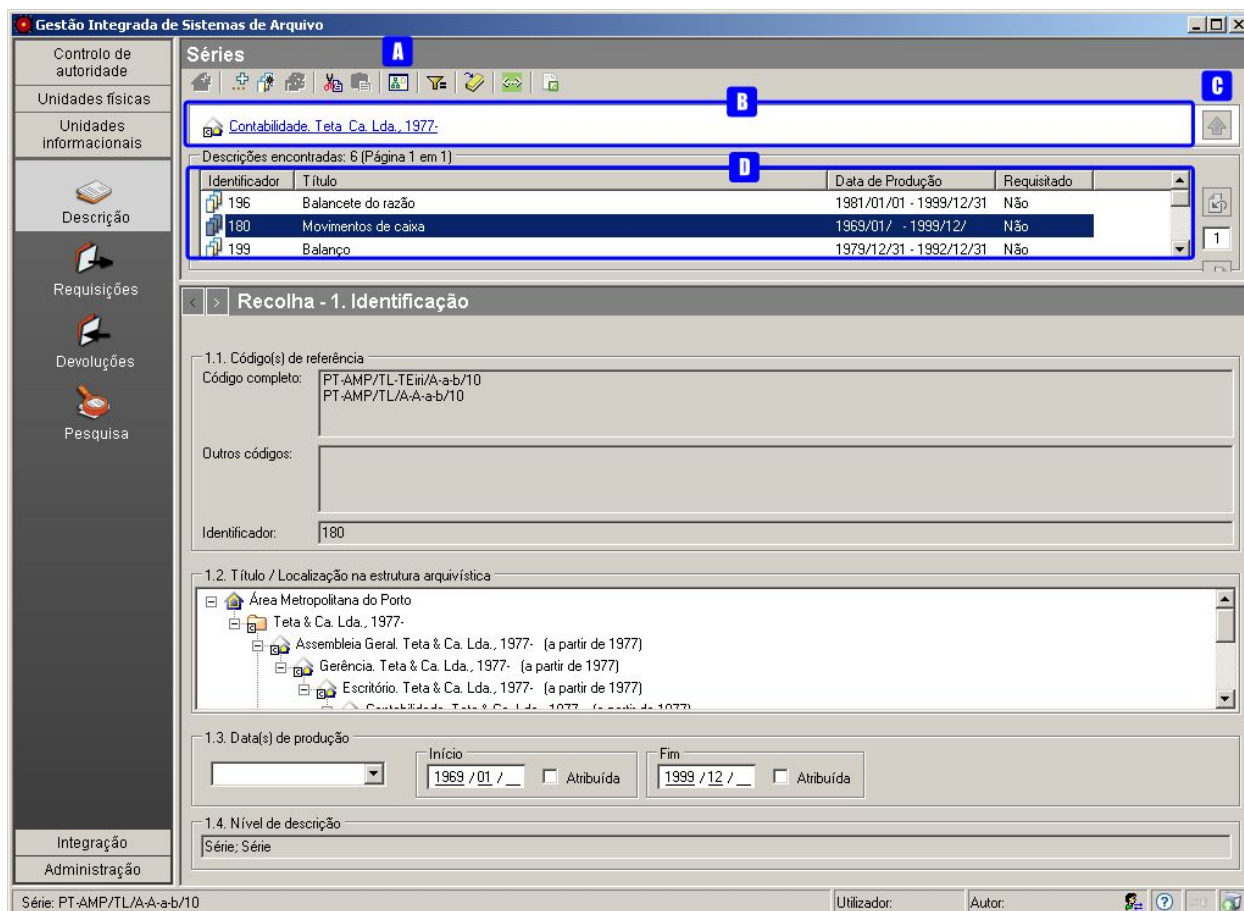 Gestão Integrada de Sistemas de Arquivo
Controlo de autoridade
Unidades físicas
Unidades informacionais
Descrição
Requisições
Devoluções
Pesquisa
Integração
Administração
Séries
A
B
C
Contabilidade. Teta Ca. Lda., 1977-
Descrições encontradas: 6 (Página 1 em 1)
D
Identificador Título Data de Produção Requisitado
196 Balancete do razão 1981/01/01 - 1999/12/31 Não
180 Movimentos de caixa 1969/01/ - 1999/12/ Não
199 Balanço 1979/12/31 - 1992/12/31 Não
1
< > Recolha - 1. Identificação
1.1. Código(s) de referência
Código completo: PT-AMP/TL-TEiri/A-a-b/10
PT-AMP/TL/A-A-a-b/10
Outros códigos:
Identificador: 180
1.2. Título / Localização na estrutura arquivística
Área Metropolitana do Porto
Teta & Ca. Lda., 1977-
Assembleia Geral. Teta & Ca. Lda., 1977- (a partir de 1977)
Gerência. Teta & Ca. Lda., 1977- (a partir de 1977)
Escritório. Teta & Ca. Lda., 1977- (a partir de 1977)
Contabilidade. Teta & Ca. Lda., 1977- (a partir de 1977)
1.3. Data(s) de produção
Início
1969 / 01 / __ Atribuída
Fim
1999 / 12 / __ Atribuída
1.4. Nível de descrição
Série; Série
Série: PT-AMP/TL/A-A-a-b/10 Utilizador: Autor: